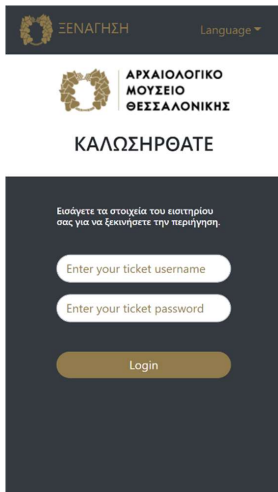 ΞΕΝΑΓΗΣΗ
Language
ΑΡΧΑΙΟΛΟΓΙΚΟ
ΜΟΥΣΕΙΟ
ΘΕΣΣΑΛΟΝΙΚΗΣ
ΚΑΛΩΣΗΡΘΑΤΕ
Εισάγετε τα στοιχεία του εισιτηρίου
σας για να ξεκινήσετε την περιήγηση.
Enter your ticket username
Enter your ticket password
Login